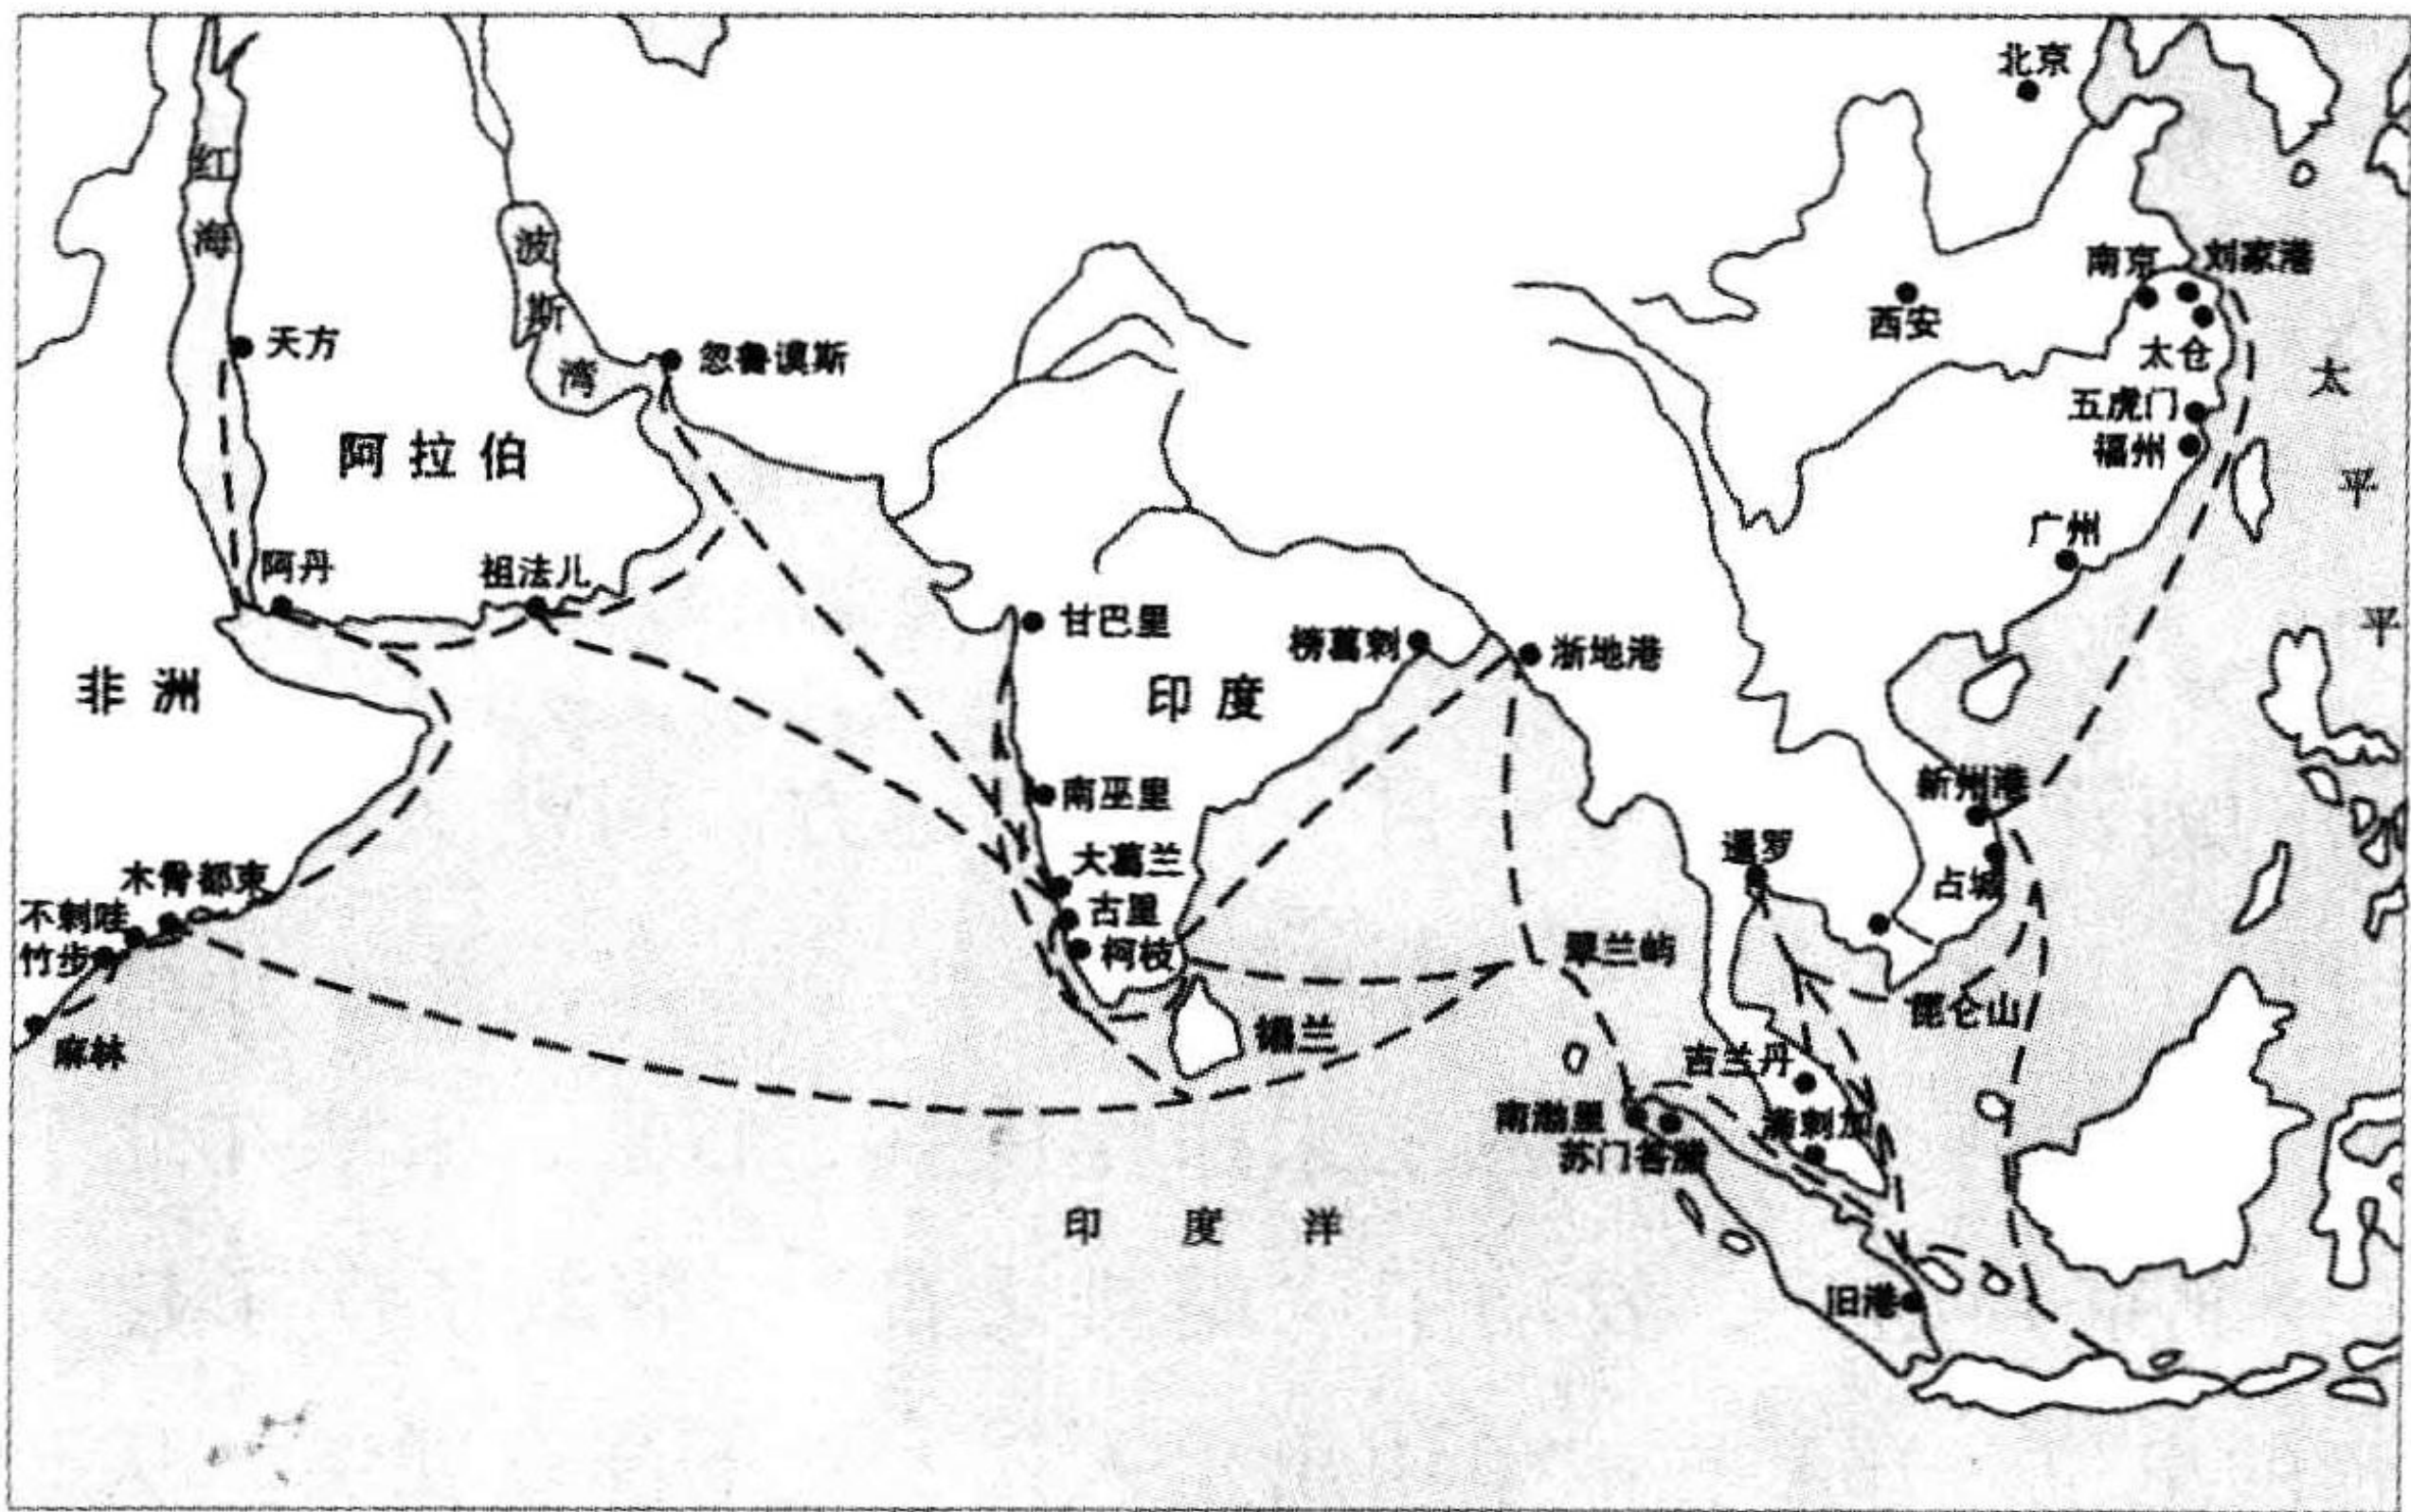 北京
红海
波斯湾
南京
刘家港
西安
太仓
天方
忽鲁谟斯
太平
平
五虎门
福州
阿拉伯
广州
阿丹
祖法儿
甘巴里
榜葛剌
浙地港
非洲
印度
新州港
南巫里
暹罗
占城
大葛兰
古里
柯枝
木骨都束
不剌哇
竹步
麻林
翠兰屿
锡兰
昆仑山
吉兰丹
满剌加
南渤里
苏门答腊
印度洋
旧港